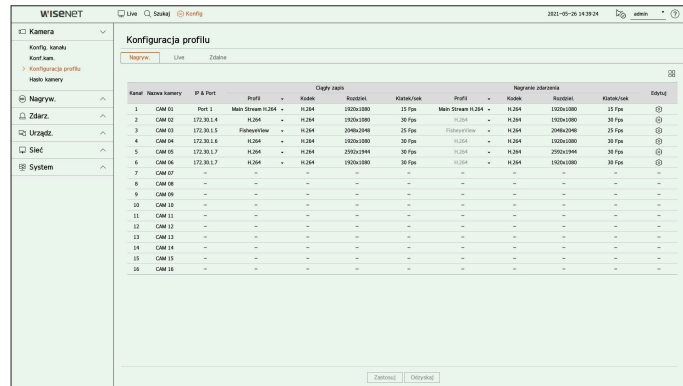 WISENET
Live Szukaj Konfig 2021-05-26 14:39:24 admin ?
Kamera
Konfig. kanału
Konf.kam.
> Konfiguracja profilu
Hasło kamery
Nagryw.
Zdarz.
Urządz.
Sieć
System
Konfiguracja profilu
Nagryw. Live Zdalne
Kanał Nazwa kamery IP & Port Ciągły zapis Nagranie zdarzenia Edytuj
Profil Kodek Rozdziel. Klatek/sek Profil Kodek Rozdziel. Klatek/sek
1 CAM 01 Port 1 Main Stream H.264 H.264 1920x1080 15 Fps Main Stream H.264 H.264 1920x1080 15 Fps
2 CAM 02 172.30.1.4 H.264 H.264 1920x1080 30 Fps H.264 H.264 1920x1080 30 Fps
3 CAM 03 172.30.1.5 FisheyeView H.264 2048x2048 25 Fps FisheyeView H.264 2048x2048 25 Fps
4 CAM 04 172.30.1.6 H.264 H.264 1920x1080 30 Fps H.264 H.264 1920x1080 30 Fps
5 CAM 05 172.30.1.7 H.264 H.264 2592x1944 30 Fps H.264 H.264 2592x1944 30 Fps
6 CAM 06 172.30.1.7 H.264 H.264 1920x1080 30 Fps H.264 H.264 1920x1080 30 Fps
7 CAM 07 – – – – – – – – – –
8 CAM 08 – – – – – – – – – –
9 CAM 09 – – – – – – – – – –
10 CAM 10 – – – – – – – – – –
11 CAM 11 – – – – – – – – – –
12 CAM 12 – – – – – – – – – –
13 CAM 13 – – – – – – – – – –
14 CAM 14 – – – – – – – – – –
15 CAM 15 – – – – – – – – – –
16 CAM 16 – – – – – – – – – –
Zastosuj Odzyskaj